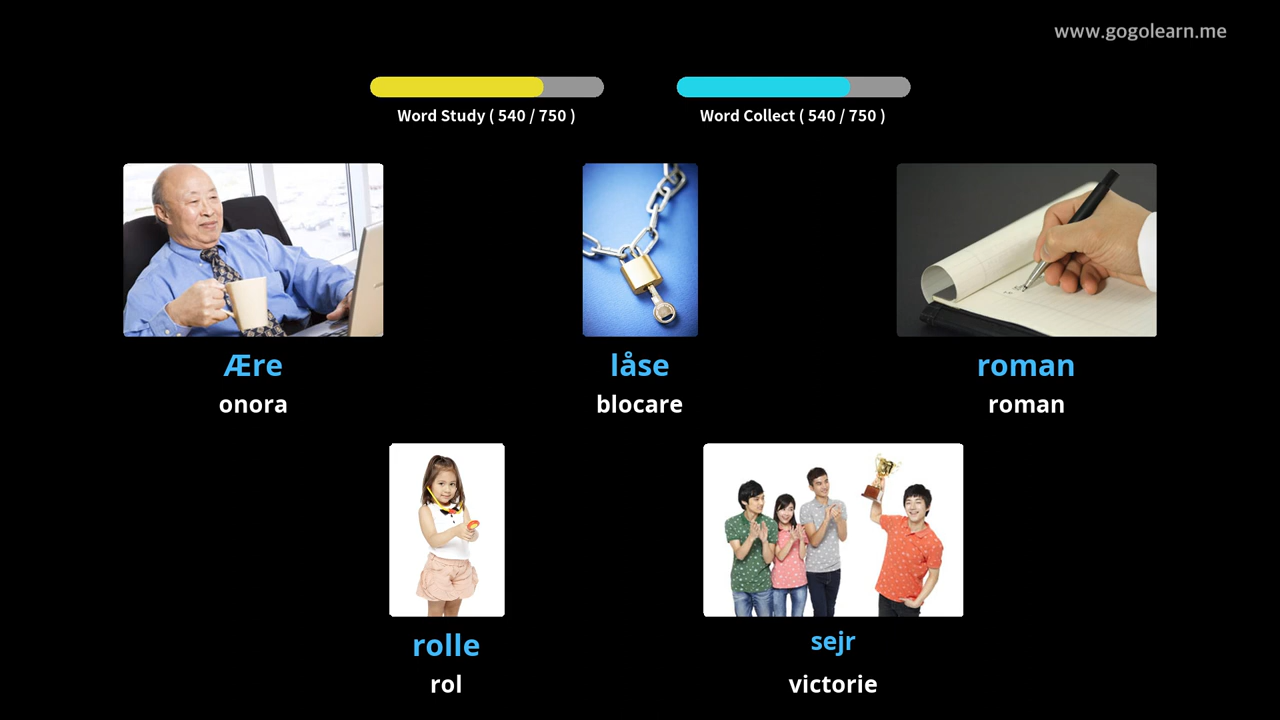 www.gogolearn.me
Word Study ( 540 / 750 )
Word Collect ( 540 / 750 )
Ære
onora
låse
blocare
roman
roman
rolle
rol
sejr
victorie